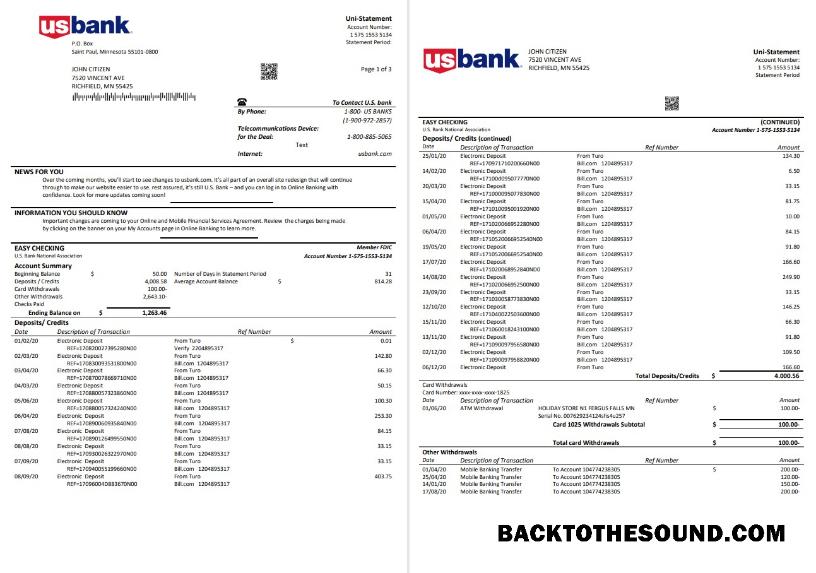 usbank
P.O. Box
Saint Paul, Minnesota 55101-0800
Uni-Statement
Account Number:
1 575 1553 5134
Statement Period:
JOHN CITIZEN
7520 VINCENT AVE
RICHFIELD, MN 55425
Page 1 of 3
To Contact U.S. bank
By Phone: 1-800- US BANKS
(1-900-972-2857)
Telecommunications Device:
for the Deal: 1-800-885-5065
Text
Internet: usbank.com
NEWS FOR YOU
Over the coming months, you'll start to see changes to usbank.com, It's all part of an overall site redesign that will continue
through to make our website easier to use. rest assured, it's still U.S. Bank – and you can log in to Online Banking with
confidence. Look for more updates coming soon!
INFORMATION YOU SHOULD KNOW
Important changes are coming to your Online and Mobile Financial Services Agreement. Review the charges being made
by clicking on the banner on your My Accounts page in Online Banking to learn more.
EASY CHECKING Member FDIC
U.S. Bank National Association Account Number 1-575-1553-5134
Account Summary
Beginning Balance $ 50.00 Number of Days in Statement Period 31
Deposits / Credits 4,008.58 Average Account Balance $ 814.28
Card Withdrawals 100.00-
Other Withdrawals 2,643.10-
Checks Paid
Ending Balance on $ 1,263.46
Deposits/ Credits
Date Description of Transaction Ref Number Amount
01/02/20 Electronic Deposit From Turo $ 0.01
REF=170820027395280N00 Verify 2204895317
02/03/20 Electronic Deposit From Turo 142.80
REF=170830093531800N00 Bill.com 1204895317
03/04/20 Electronic Deposit From Turo 66.30
REF=170870078669710N00 Bill.com 1204895317
04/03/20 Electronic Deposit From Turo 50.15
REF=170880057323860N00 Bill.com 1204895317
05/06/20 Electronic Deposit From Turo 100.30
REF=170880057324240N00 Bill.com 1204895317
06/04/20 Electronic Deposit From Turo 253.30
REF=170890060935840N00 Bill.com 1204895317
07/08/20 Electronic Deposit From Turo 84.15
REF=170890126499550N00 Bill.com 1204895317
08/08/20 Electronic Deposit From Turo 33.15
REF=170930026322970N00 Bill.com 1204895317
07/09/20 Electronic Deposit From Turo 33.15
REF=170940055199660N00 Bill.com 1204895317
08/09/20 Electronic Deposit From Turo 403.75
REF=170960040883670N00 Bill.com 1204895317
usbank
JOHN CITIZEN
7520 VINCENT AVE
RICHFIELD, MN 55425
Uni-Statement
Account Number:
1 575 1553 5134
Statement Period
EASY CHECKING (CONTINUED)
U.S. Bank National Association Account Number 1-575-1553-5134
Deposits/ Credits (continued)
Date Description of Transaction Ref Number Amount
25/01/20 Electronic Deposit From Turo 134.30
REF=170971710200660N00 Bill.com 1204895317
14/02/20 Electronic Deposit From Turo 6.50
REF=171000095077770N00 Bill.com 1204895317
20/03/20 Electronic Deposit From Turo 33.15
REF=171000095077830N00 Bill.com 1204895317
15/04/20 Electronic Deposit From Turo 81.75
REF=171010095091920N00 Bill.com 1204895317
01/05/20 Electronic Deposit From Turo 10.00
REF=171020066952280N00 Bill.com 1204895317
06/04/20 Electronic Deposit From Turo 84.15
REF=1710520066952540N00 Bill.com 1204895317
19/05/20 Electronic Deposit From Turo 91.80
REF=1710520066952540N00 Bill.com 1204895317
17/07/20 Electronic Deposit From Turo 166.60
REF=171020068952840N00 Bill.com 1204895317
14/08/20 Electronic Deposit From Turo 249.90
REF=171020066952500N00 Bill.com 1204895317
23/09/20 Electronic Deposit From Turo 33.15
REF=171030058773830N00 Bill.com 1204895317
12/10/20 Electronic Deposit From Turo 146.25
REF=171040022503600N00 Bill.com 1204895317
15/11/20 Electronic Deposit From Turo 66.30
REF=171060018243100N00 Bill.com 1204895317
13/11/20 Electronic Deposit From Turo 91.80
REF=171090097956580N00 Bill.com 1204895317
02/12/20 Electronic Deposit From Turo 109.50
REF=171090097958820N00 Bill.com 1204895317
06/12/20 Electronic Deposit From Turo 166.60
Total Deposits/Credits $ 4.000.56
Card Withdrawals
Card Number: xxxx-xxxx-xxxx-1825
Date Description of Transaction Ref Number Amount
01/06/20 ATM Withdrawal HOLIDAY STORE N1 FERGUS FALLS MN $ 100.00-
Card 1025 Withdrawals Subtotal $ 100.00-
Total card Withdrawals $ 100.00-
Other Withdrawals
Date Description of Transaction Ref Number Amount
01/04/20 Mobile Banking Transfer To Account 104774238305 $ 200.00-
25/04/20 Mobile Banking Transfer To Account 104774238305 120.00-
14/01/20 Mobile Banking Transfer To Account 104774238305 150.00-
17/08/20 Mobile Banking Transfer To Account 104774238305 200.00-
BACKTOTHESOUND.COM